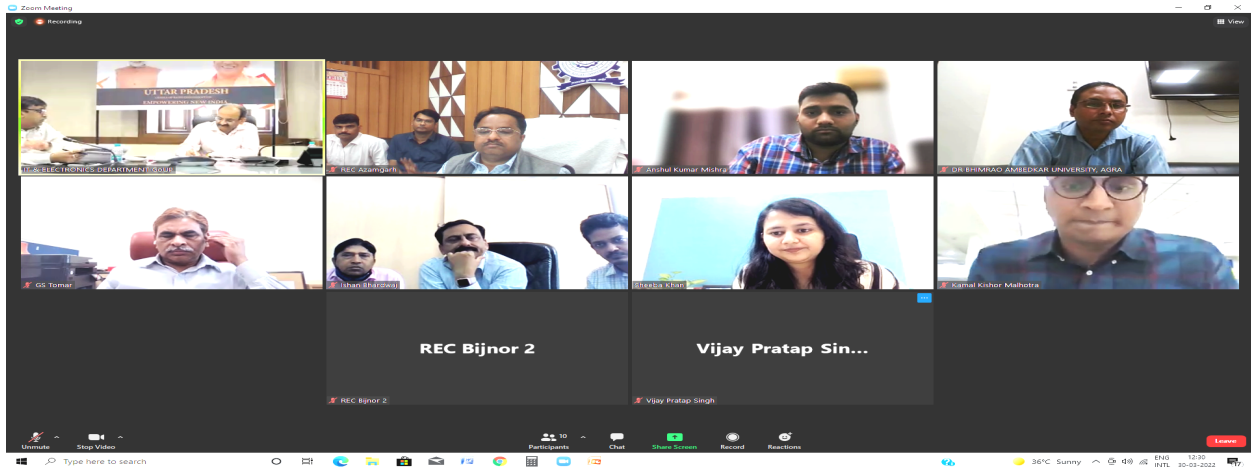 Zoom Meeting
Recording
View
UTTAR PRADESH
EMPOWERING NEW INDIA
IT & ELECTRONICS DEPARTMENT GoUP
REC Azamgarh
Anshul Kumar Mishra
DR BHIMRAO AMBEDKAR UNIVERSITY, AGRA
GS Tomar
Ishan Bhardwaj
Sheeba Khan
Kamal Kishor Malhotra
REC Bijnor 2
Vijay Pratap Sin...
REC Bijnor 2
Vijay Pratap Singh
Unmute
Stop Video
Participants
10
Chat
Share Screen
Record
Reactions
Leave
Type here to search
36°C Sunny
ENG
INTL
12:30
30-03-2022